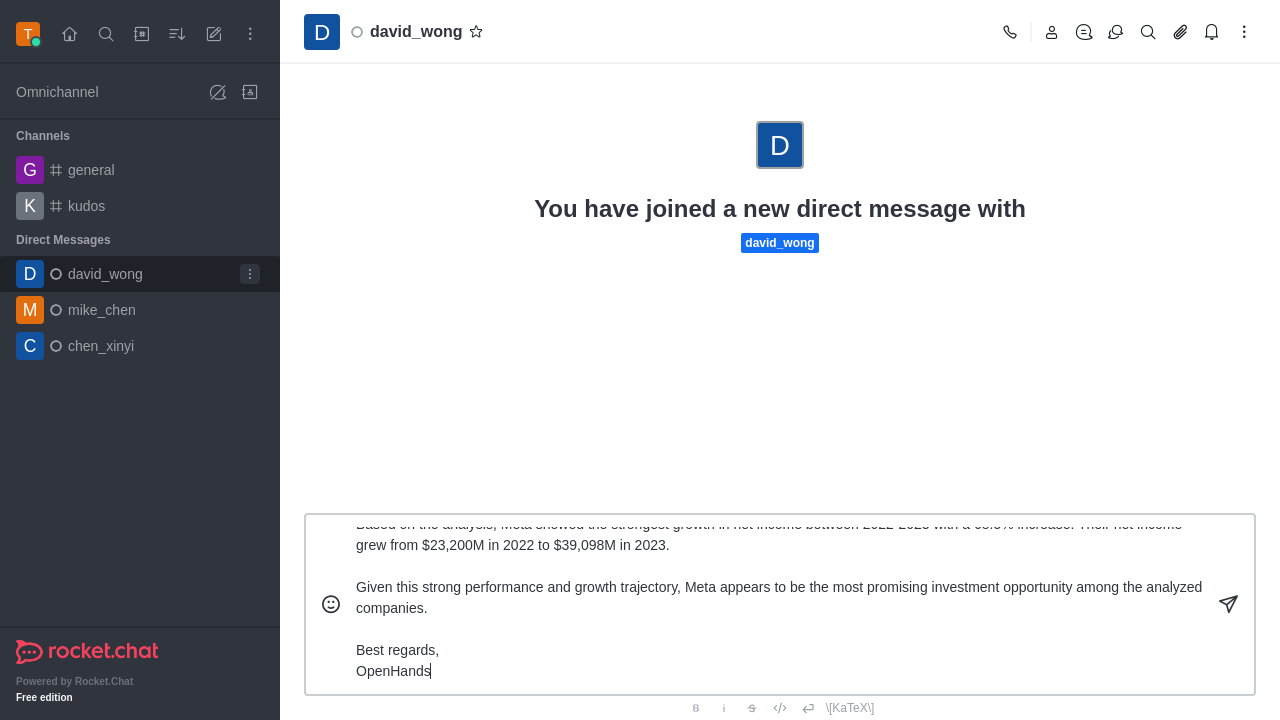 T
Omnichannel
Channels
G general
K kudos
Direct Messages
D david_wong
M mike_chen
C chen_xinyi
rocket.chat
Powered by Rocket.Chat
Free edition
D david_wong
D
You have joined a new direct message with
david_wong
grew from $23,200M in 2022 to $39,098M in 2023.
Given this strong performance and growth trajectory, Meta appears to be the most promising investment opportunity among the analyzed
companies.
Best regards,
OpenHands
B i S \[KaTeX\]